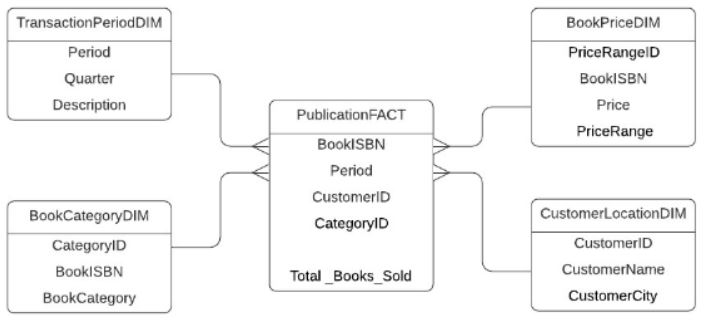 TransactionPeriodDIM
Period
Quarter
Description
BookCategoryDIM
CategoryID
BookISBN
BookCategory
PublicationFACT
BookISBN
Period
CustomerID
CategoryID
Total _Books_Sold
BookPriceDIM
PriceRangeID
BookISBN
Price
PriceRange
CustomerLocationDIM
CustomerID
CustomerName
CustomerCity